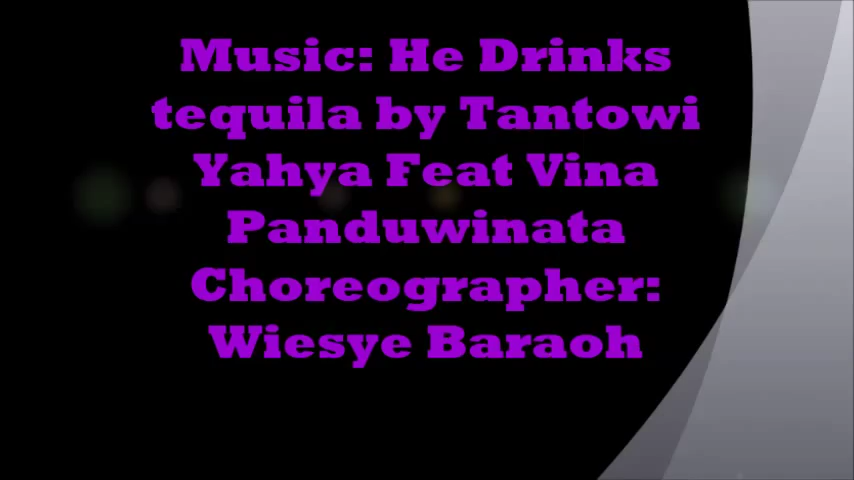 Music: He Drinks
tequila by Tantowi
Yahya Feat Vina
Panduwinata
Choreographer:
Wiesye Baraoh